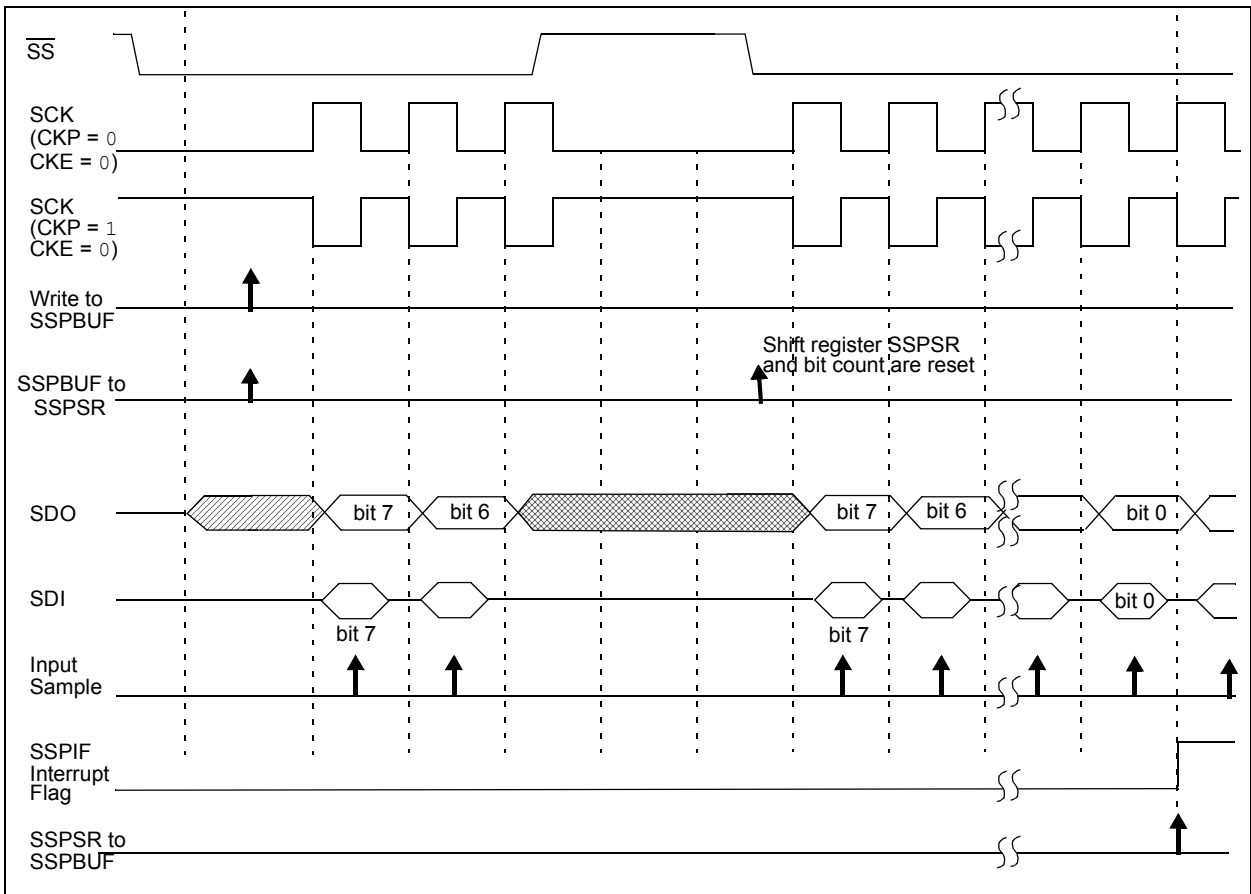 SS
SCK
(CKP = 0
CKE = 0)
SCK
(CKP = 1
CKE = 0)
Write to
SSPBUF
Shift register SSPSR
and bit count are reset
SSPBUF to
SSPSR
SDO
bit 7
bit 6
bit 7
bit 6
bit 0
SDI
bit 0
bit 7
bit 7
Input
Sample
SSPIF
Interrupt
Flag
SSPSR to
SSPBUF